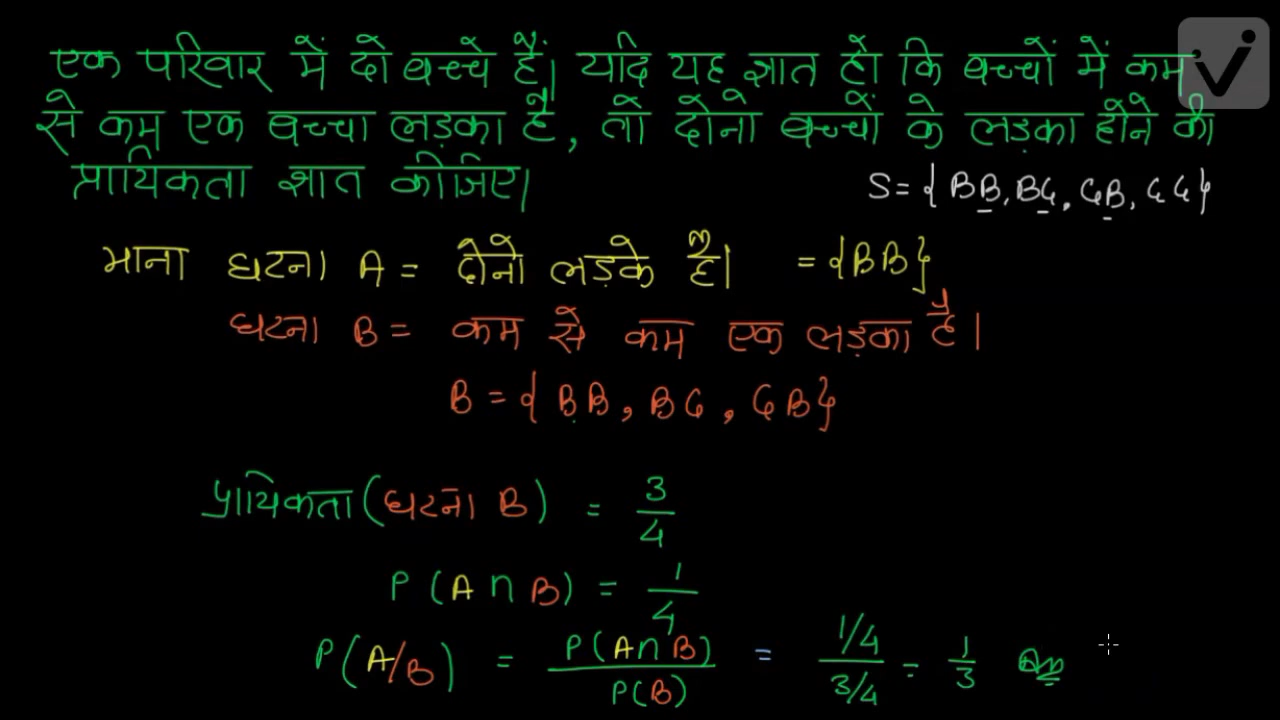 एक परिवार में दो बच्चे हैं। यदि यह ज्ञात हो कि बच्चों में कम
से कम एक बच्चा लड़का है, तो दोनो बच्चों के लड़का होने की
प्रायिकता ज्ञात कीजिए।
S = { BB, BG, GB, GG}
माना घटना A = दोनो लड़के है। = {BB}
घटना B = कम से कम एक लड़का है।
B = { BB, BG, GB}
प्रायिकता (घटना B) = 3/4
P (A ∩ B) = 1/4
P(A/B) = P(A∩B)/P(B) = (1/4)/(3/4) = 1/3 Ans